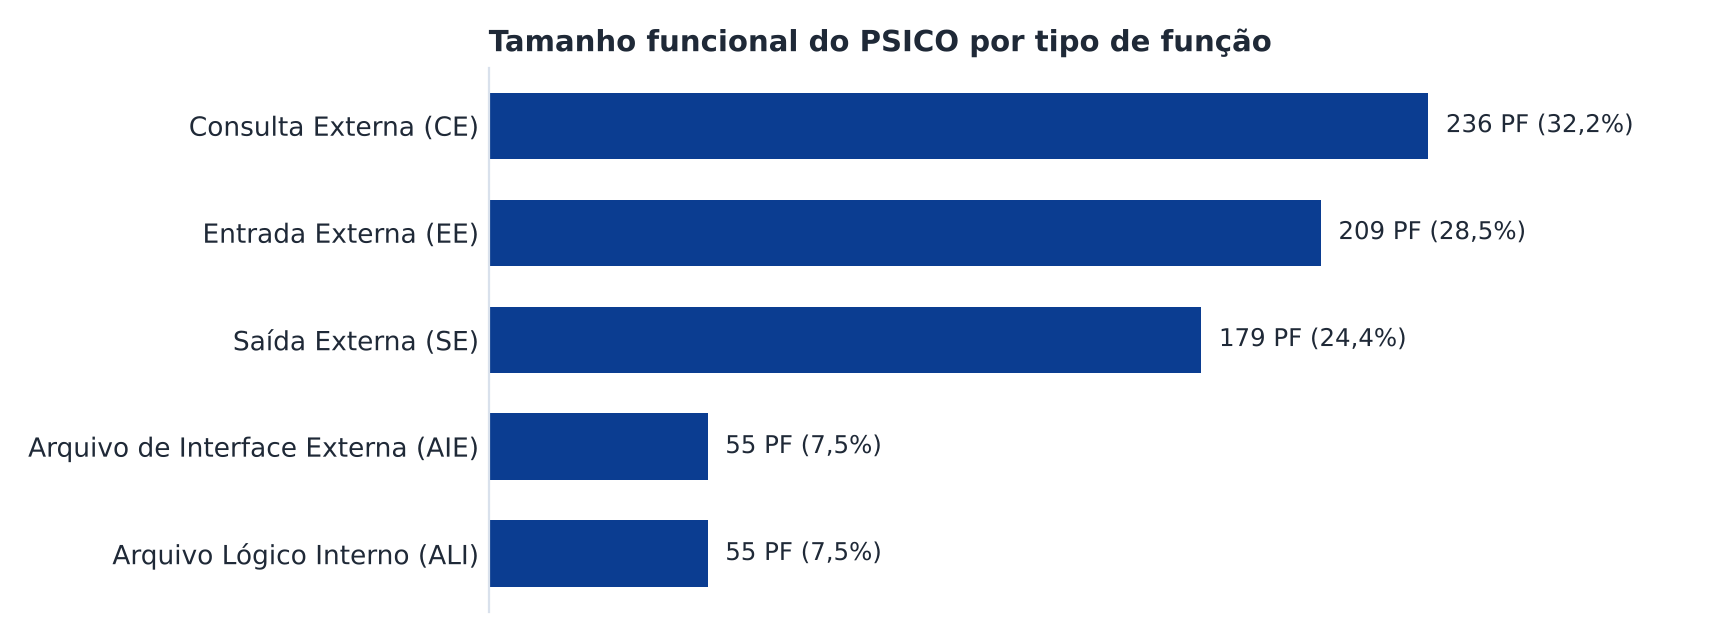 Tamanho funcional do PSICO por tipo de função
Consulta Externa (CE) 236 PF (32,2%)
Entrada Externa (EE) 209 PF (28,5%)
Saída Externa (SE) 179 PF (24,4%)
Arquivo de Interface Externa (AIE) 55 PF (7,5%)
Arquivo Lógico Interno (ALI) 55 PF (7,5%)